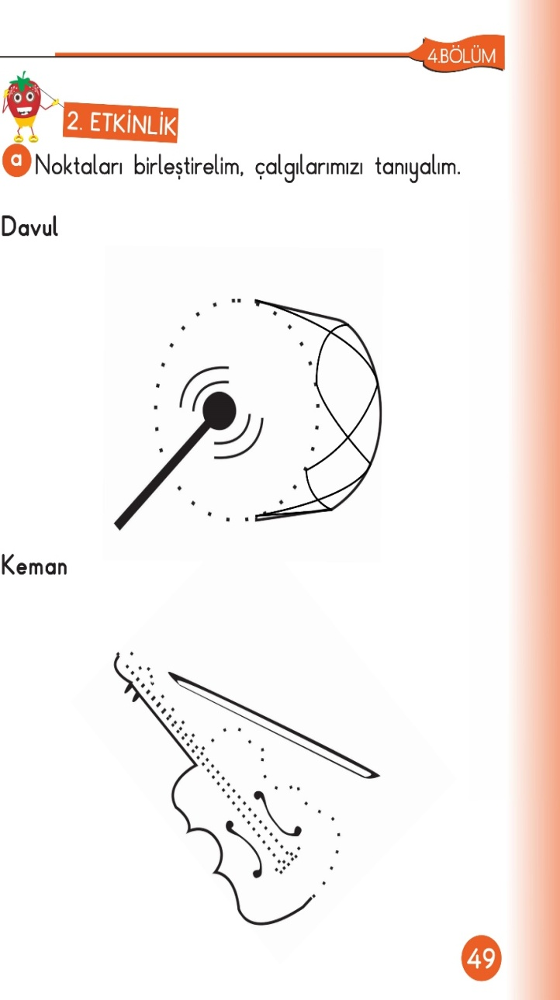 4.BÖLÜM
2. ETKİNLİK
a Noktaları birleştirelim, çalgılarımızı tanıyalım.
Davul
Keman
49